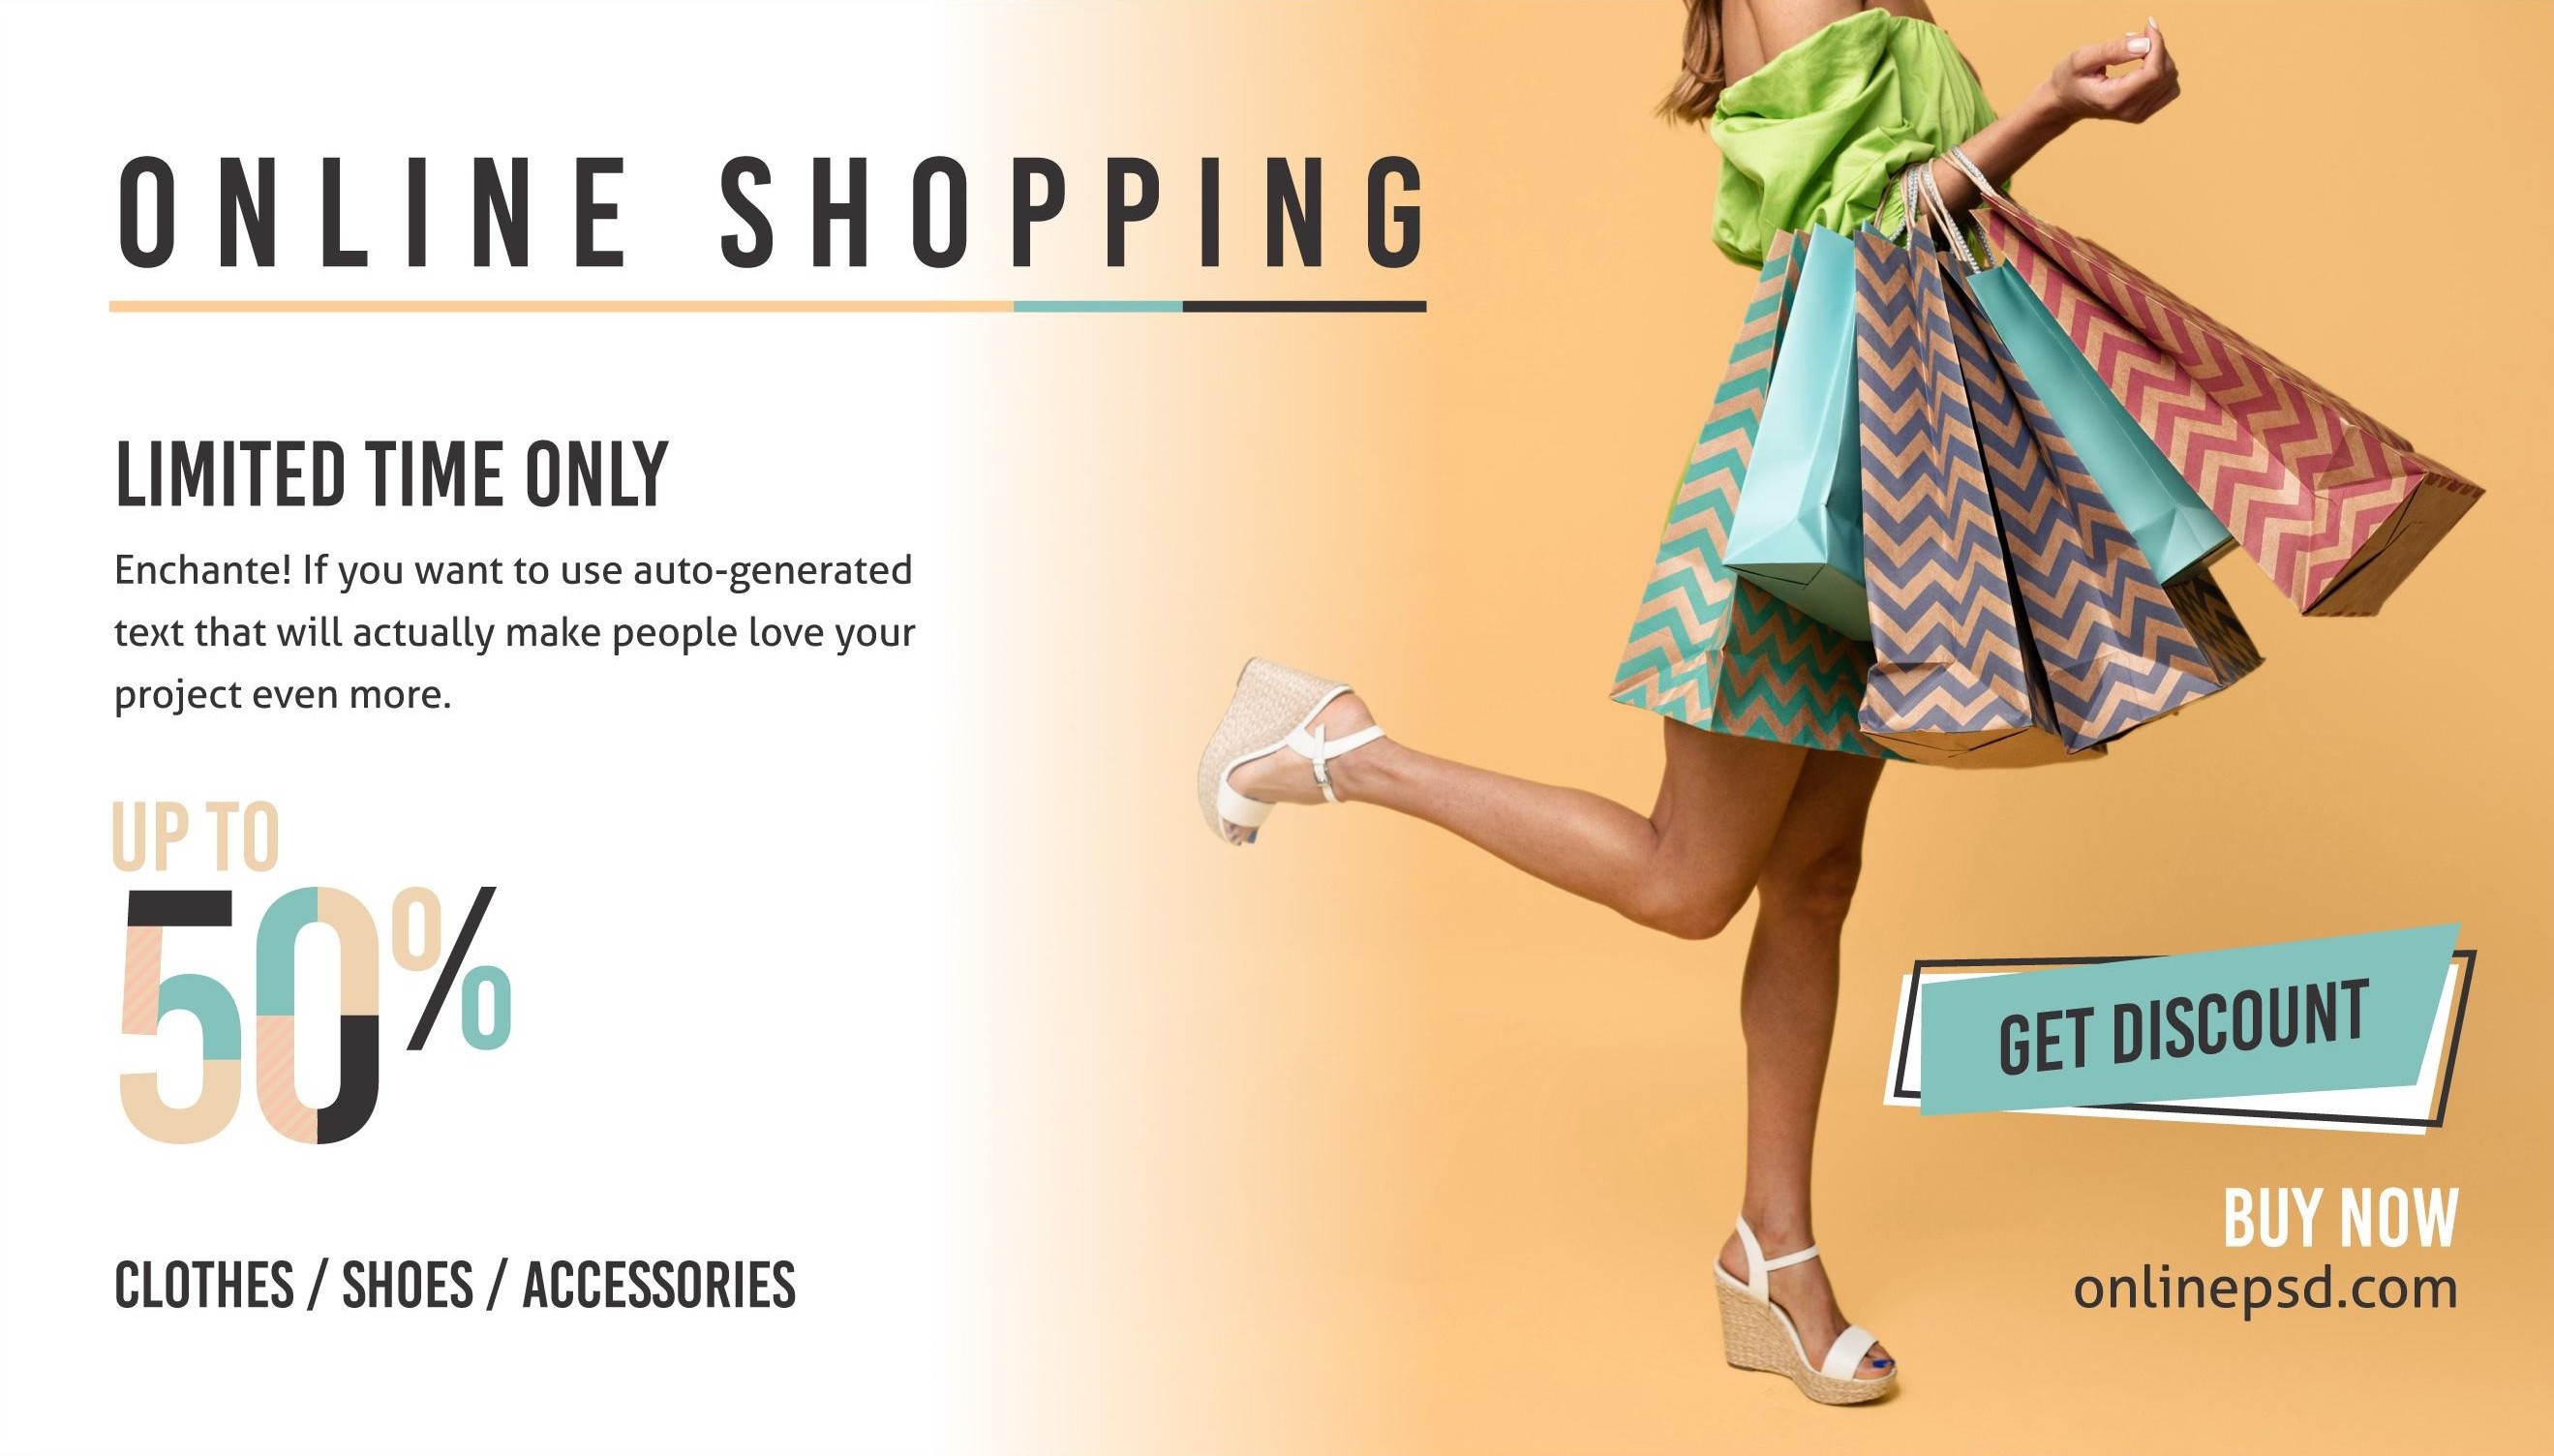 ONLINE SHOPPING
LIMITED TIME ONLY
Enchante! If you want to use auto-generated
text that will actually make people love your
project even more.
UP TO
50%
CLOTHES / SHOES / ACCESSORIES
GET DISCOUNT
BUY NOW
onlinepsd.com